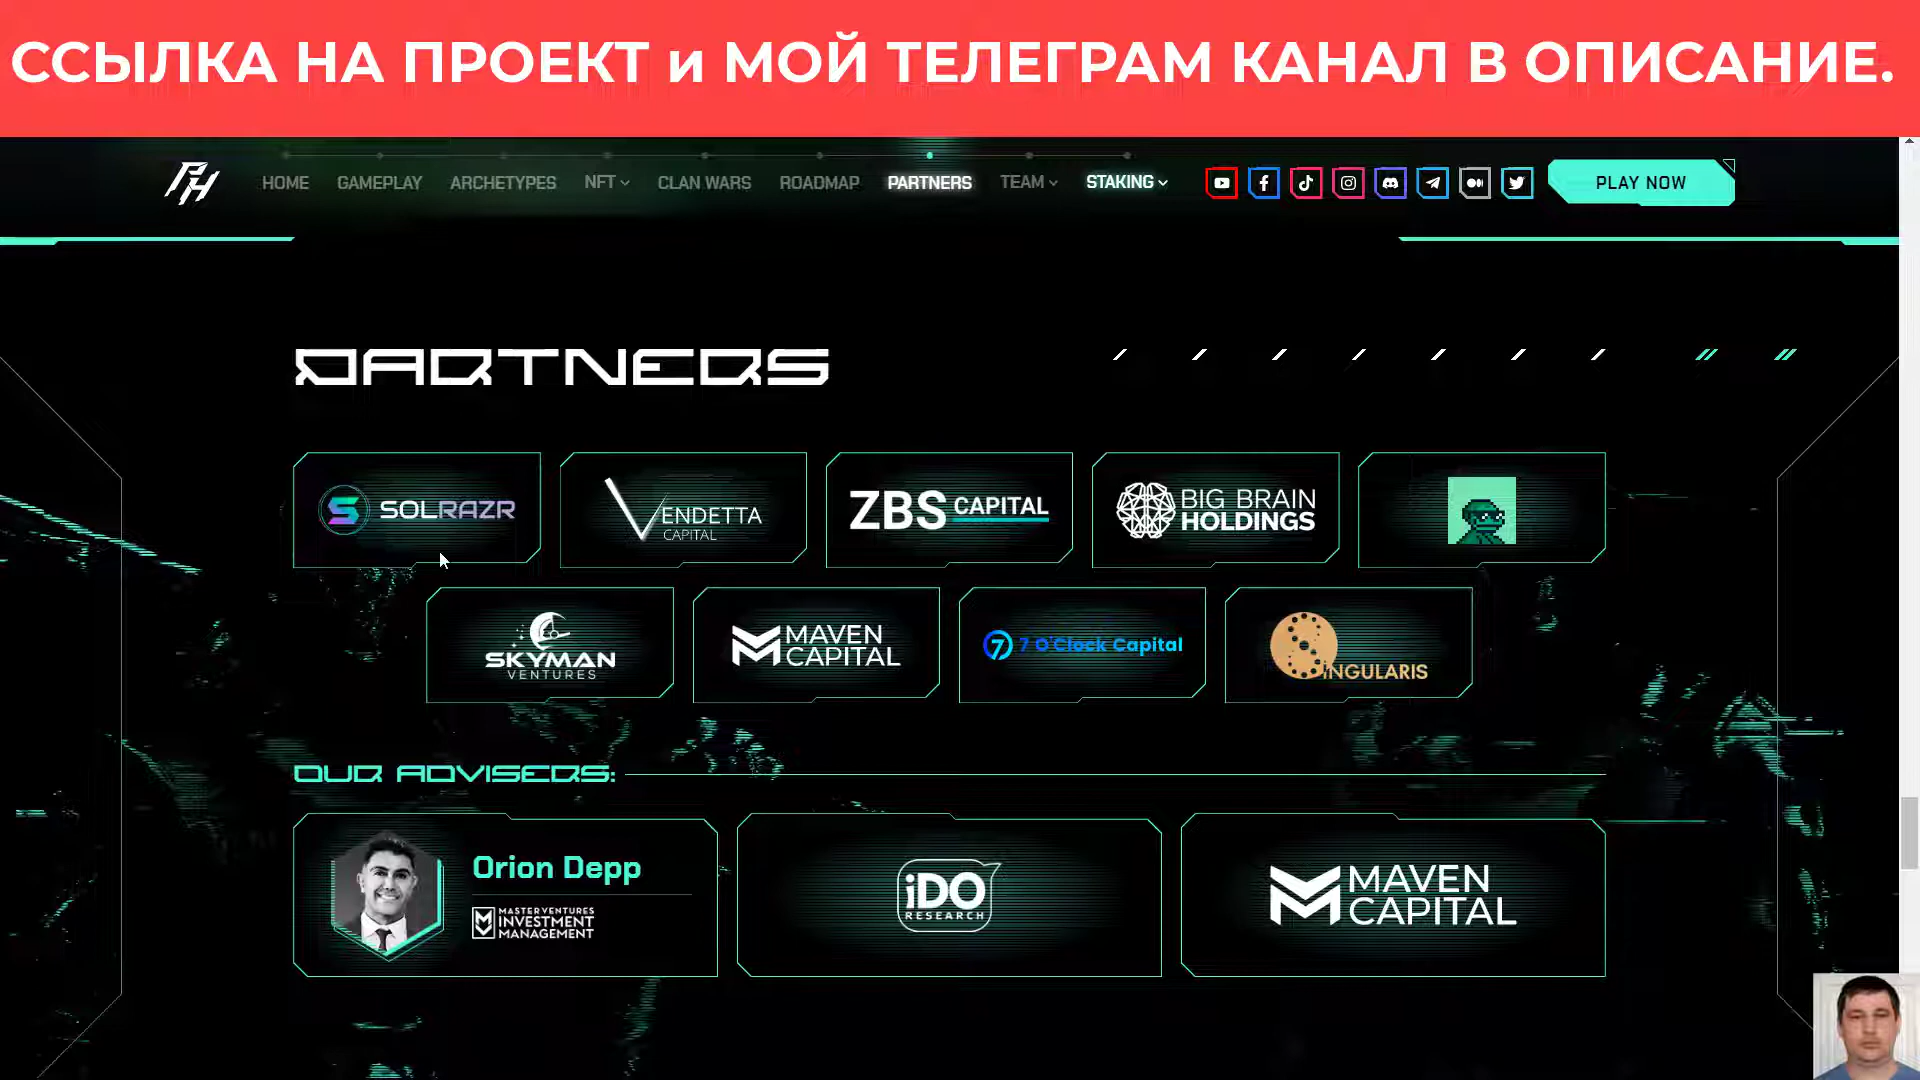 ССЫЛКА НА ПРОЕКТ и МОЙ ТЕЛЕГРАМ КАНАЛ В ОПИСАНИЕ.
HOME GAMEPLAY ARCHETYPES NFT CLAN WARS ROADMAP PARTNERS TEAM STAKING PLAY NOW
PARTNERS
SOLRAZR
VENDETTA
CAPITAL
ZBS CAPITAL
BIG BRAIN
HOLDINGS
SKYMAN
VENTURES
MAVEN
CAPITAL
7 O'Clock Capital
SINGULARIS
OUR ADVISERS:
Orion Depp
MASTER VENTURES
INVESTMENT
MANAGEMENT
iDO
RESEARCH
MAVEN
CAPITAL